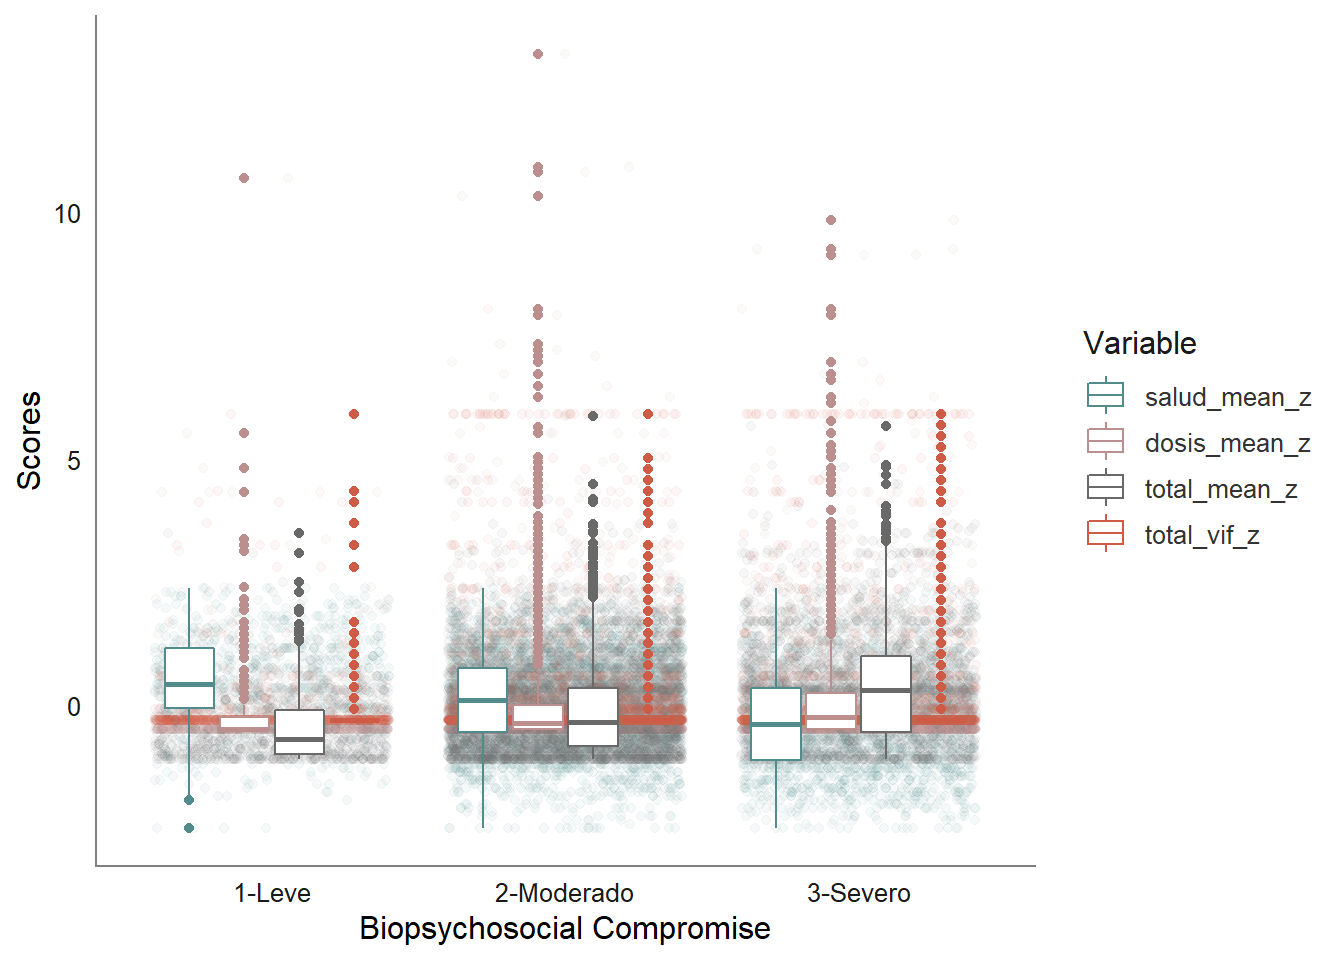 10
5
0
Scores
1-Leve
2-Moderado
3-Severo
Biopsychosocial Compromise
Variable
salud_mean_z
dosis_mean_z
total_mean_z
total_vif_z